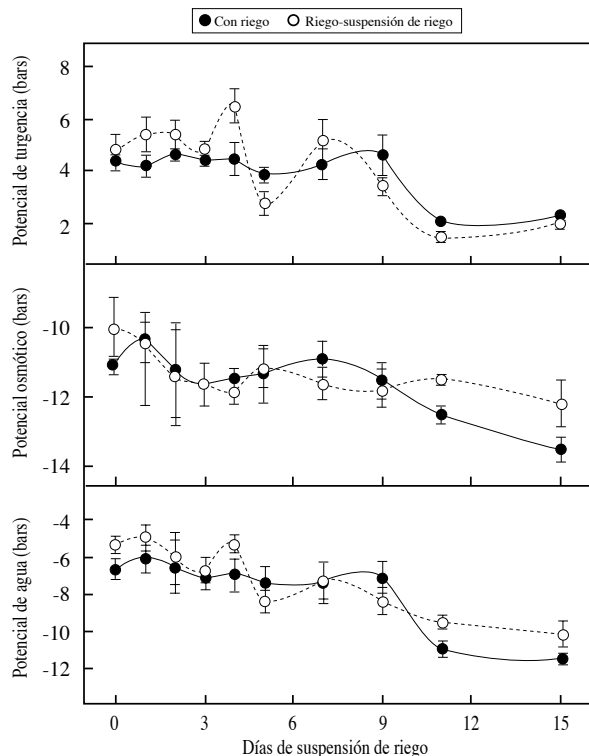 Con riego Riego-suspensión de riego
Potencial de turgencia (bars)
8
6
4
2
Potencial osmótico (bars)
-10
-12
-14
Potencial de agua (bars)
-4
-6
-8
-10
-12
0 3 6 9 12 15
Días de suspensión de riego